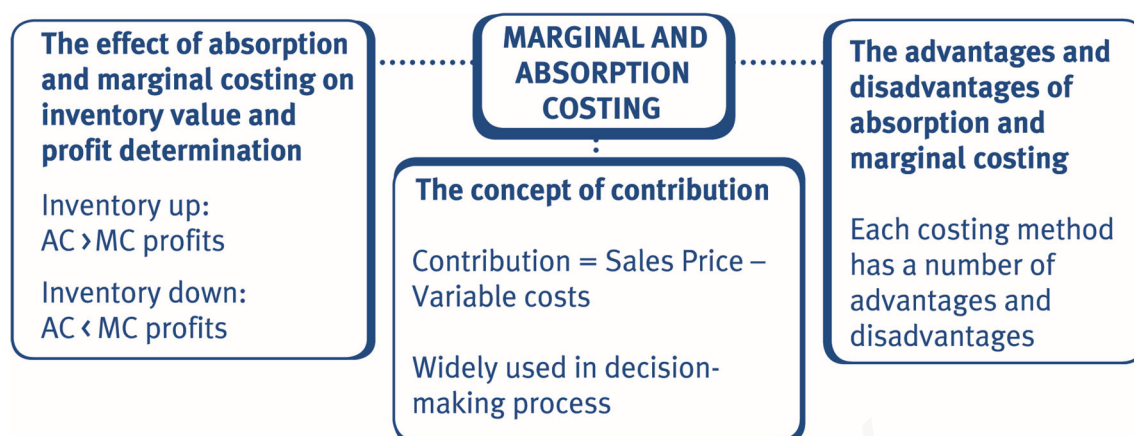 The effect of absorption
and marginal costing on
inventory value and
profit determination
Inventory up:
AC > MC profits
Inventory down:
AC < MC profits
MARGINAL AND
ABSORPTION
COSTING
The concept of contribution
Contribution = Sales Price –
Variable costs
Widely used in decision-
making process
The advantages and
disadvantages of
absorption and
marginal costing
Each costing method
has a number of
advantages and
disadvantages